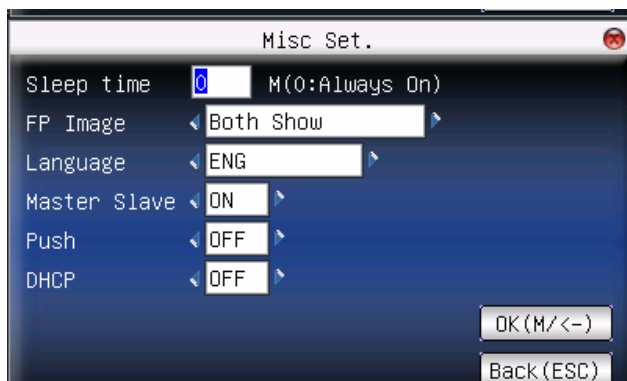 Misc Set.
Sleep time 0 M(0:Always On)
FP Image Both Show
Language ENG
Master Slave ON
Push OFF
DHCP OFF
OK(M/<-)
Back(ESC)